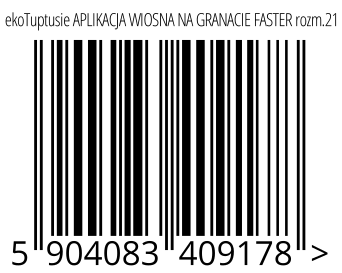 ekoTuptusie APLIKACJA WIOSNA NA GRANACIE FASTER rozm.21
5 904083 409178 >